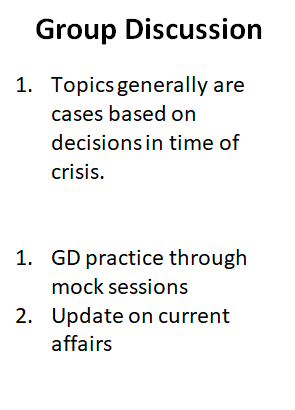 Group Discussion
1. Topics generally are
cases based on
decisions in time of
crisis.
1. GD practice through
mock sessions
2. Update on current
affairs